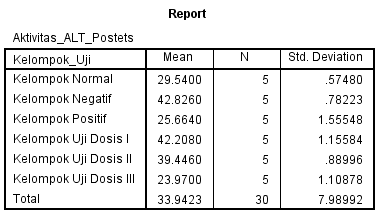 Report
Aktivitas_ALT_Postets
Kelompok_Uji Mean N Std. Deviation
Kelompok Normal 29.5400 5 .57480
Kelompok Negatif 42.8260 5 .78223
Kelompok Positif 25.6640 5 1.55548
Kelompok Uji Dosis I 42.2080 5 1.15584
Kelompok Uji Dosis II 39.4460 5 .88996
Kelompok Uji Dosis III 23.9700 5 1.10878
Total 33.9423 30 7.98992